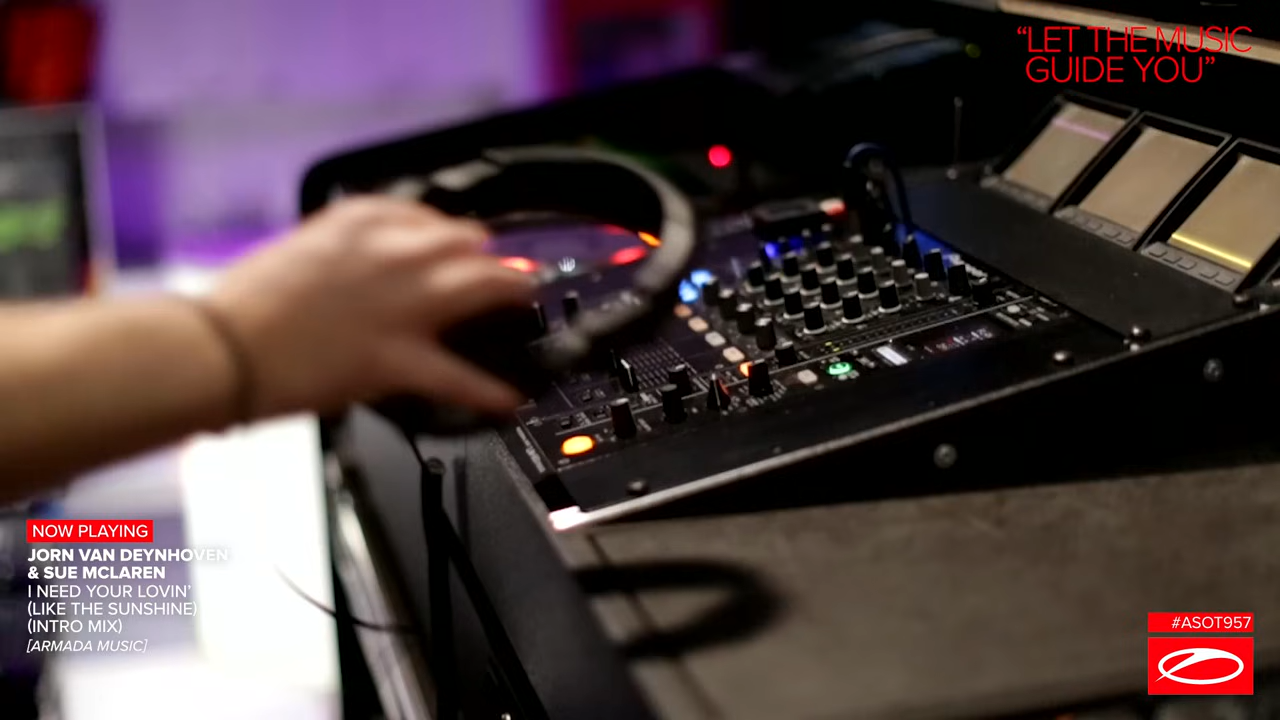 “LET THE MUSIC
GUIDE YOU”
NOW PLAYING
JORN VAN DEYNHOVEN
& SUE MCLAREN
I NEED YOUR LOVIN’
(LIKE THE SUNSHINE)
(INTRO MIX)
[ARMADA MUSIC]
#ASOT957